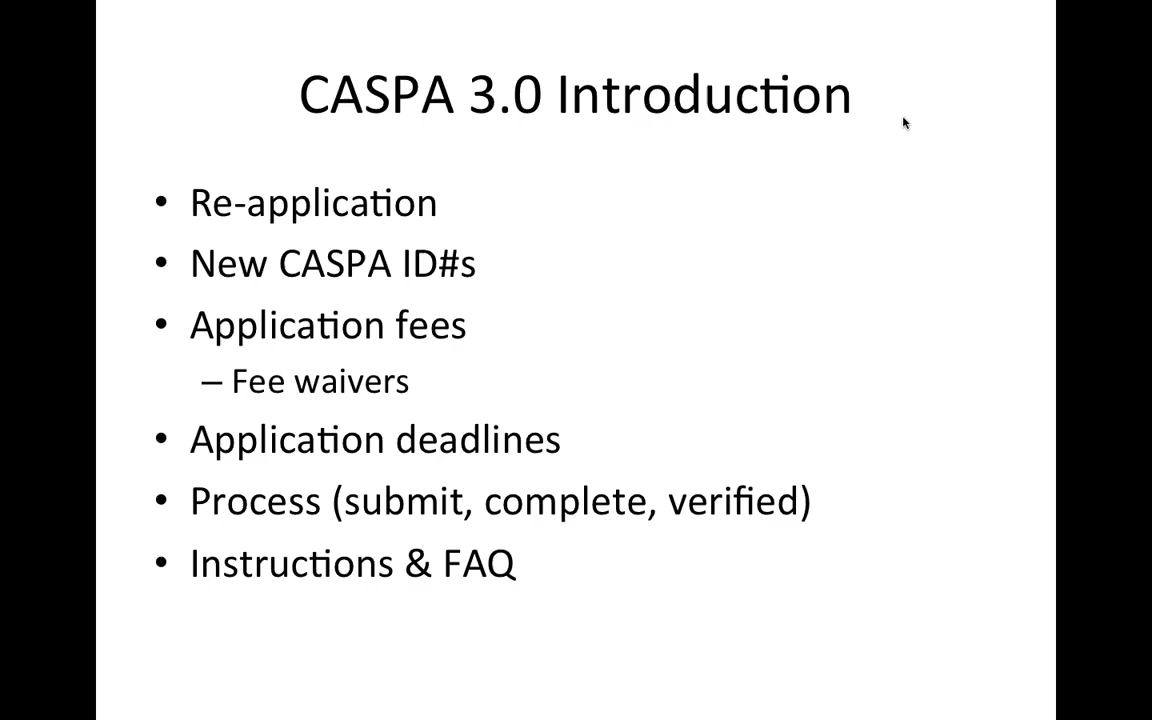 CASPA 3.0 Introduction
• Re-application
• New CASPA ID#s
• Application fees
– Fee waivers
• Application deadlines
• Process (submit, complete, verified)
• Instructions & FAQ